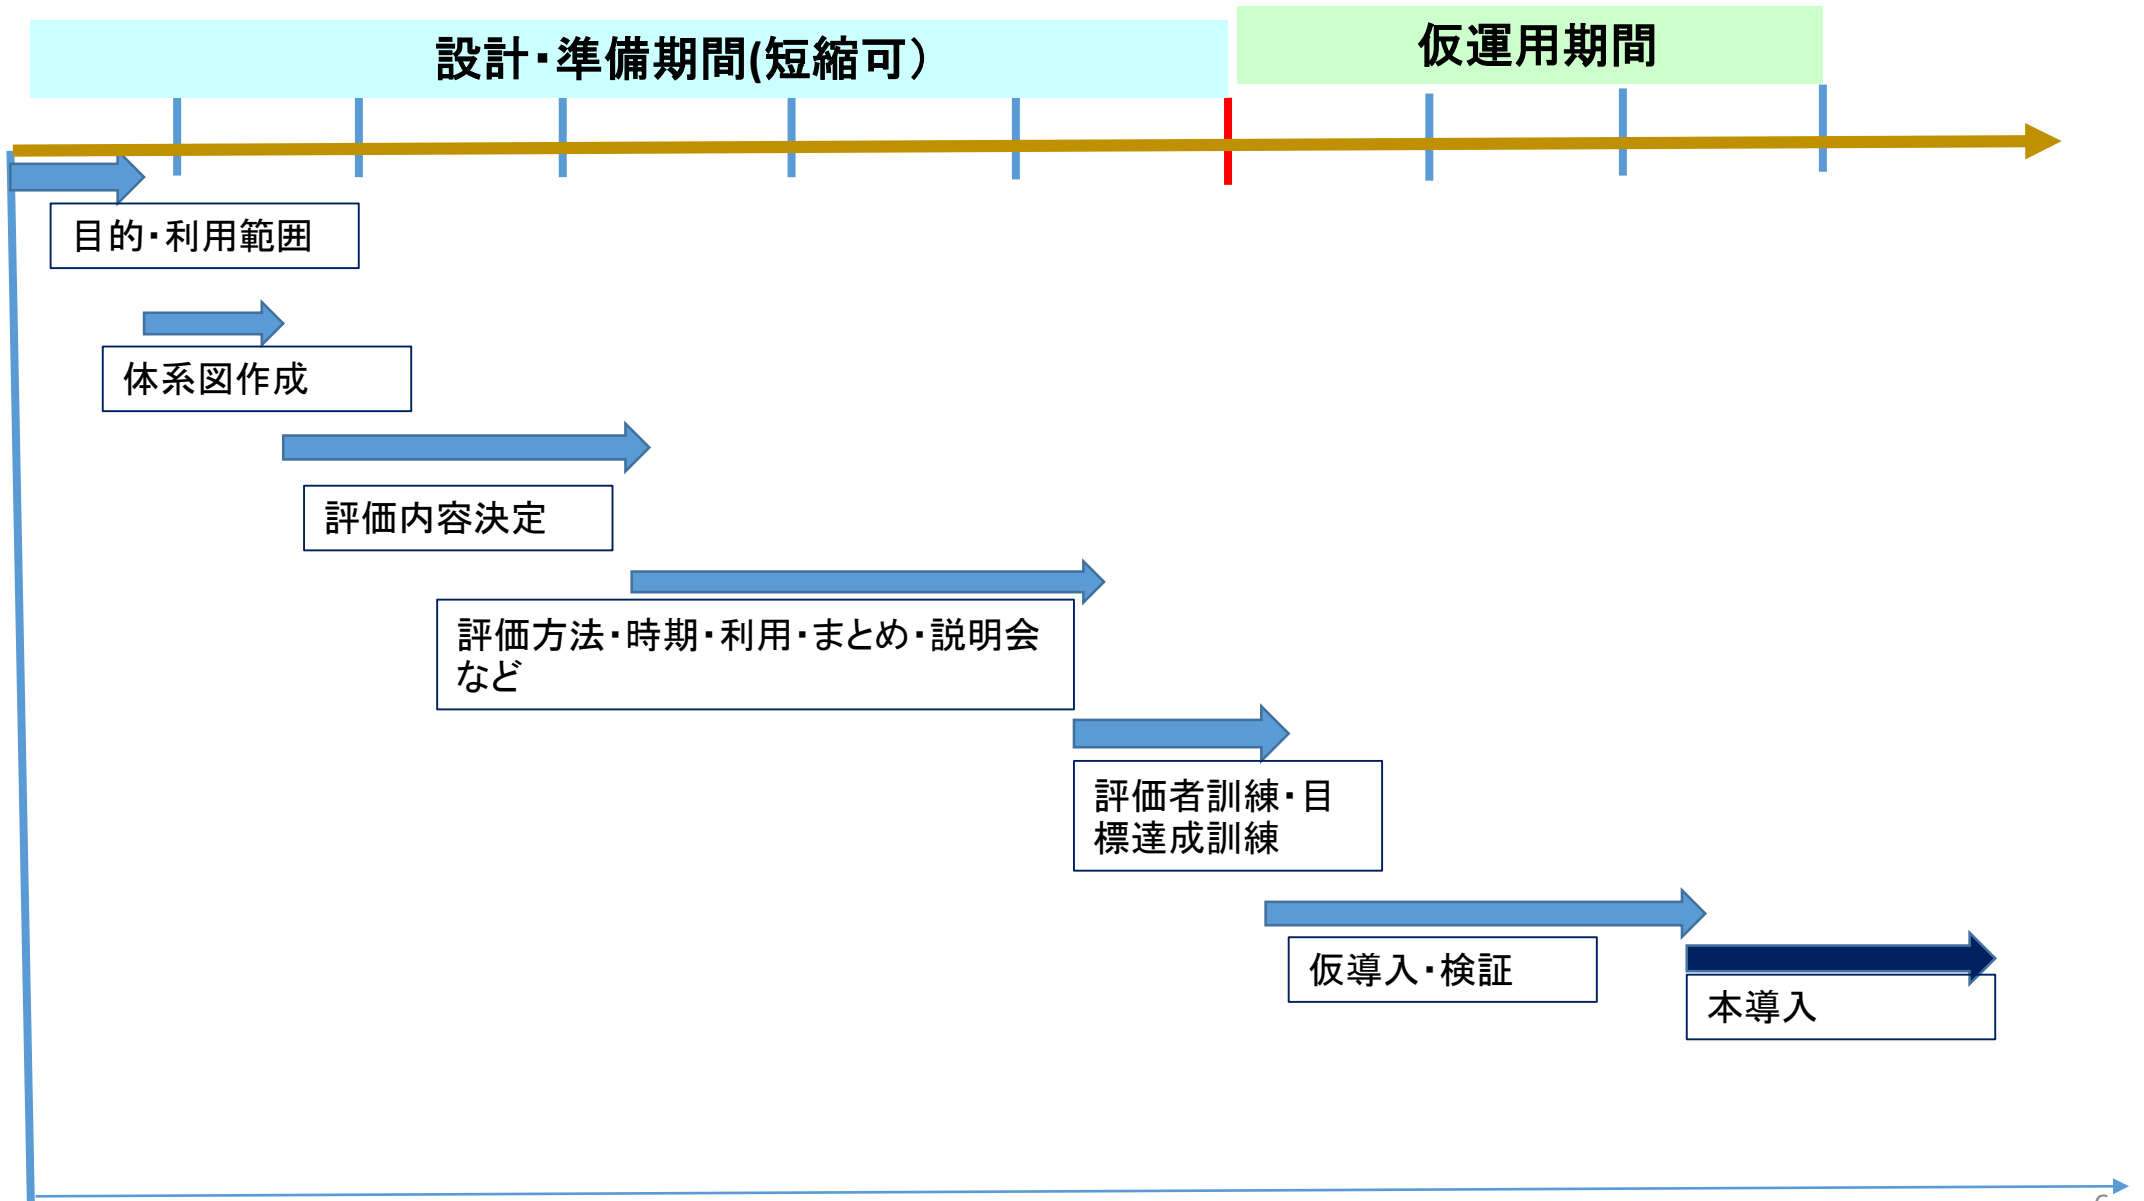 設計・準備期間(短縮可）
仮運用期間
目的・利用範囲
体系図作成
評価内容決定
評価方法・時期・利用・まとめ・説明会
など
評価者訓練・目
標達成訓練
仮導入・検証
本導入